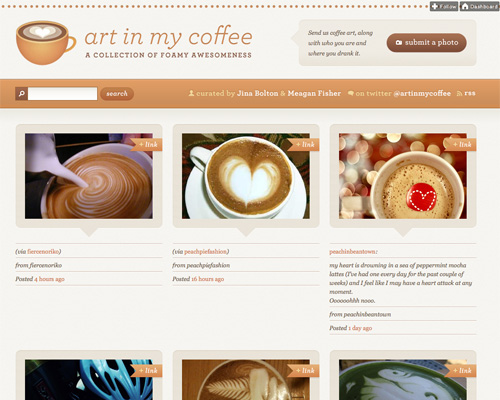 Follow Dashboard
art in my coffee
A COLLECTION OF FOAMY AWESOMENESS
Send us coffee art, along
with who you are and
where you drank it.
submit a photo
search
curated by Jina Bolton & Meagan Fisher on twitter @artinmycoffee rss
+ link
+ link
+ link
(via fiercenoriko)
from fiercenoriko
Posted 4 hours ago
(via peachpiefashion)
from peachpiefashion
Posted 16 hours ago
peachinbeantown:
my heart is drowning in a sea of peppermint mocha
lattes (I've had one every day for the past couple of
weeks) and I feel like I may have a heart attack at any
moment.
Ooooohhh nooo.
from peachinbeantown
Posted 1 day ago
+ link
+ link
+ link